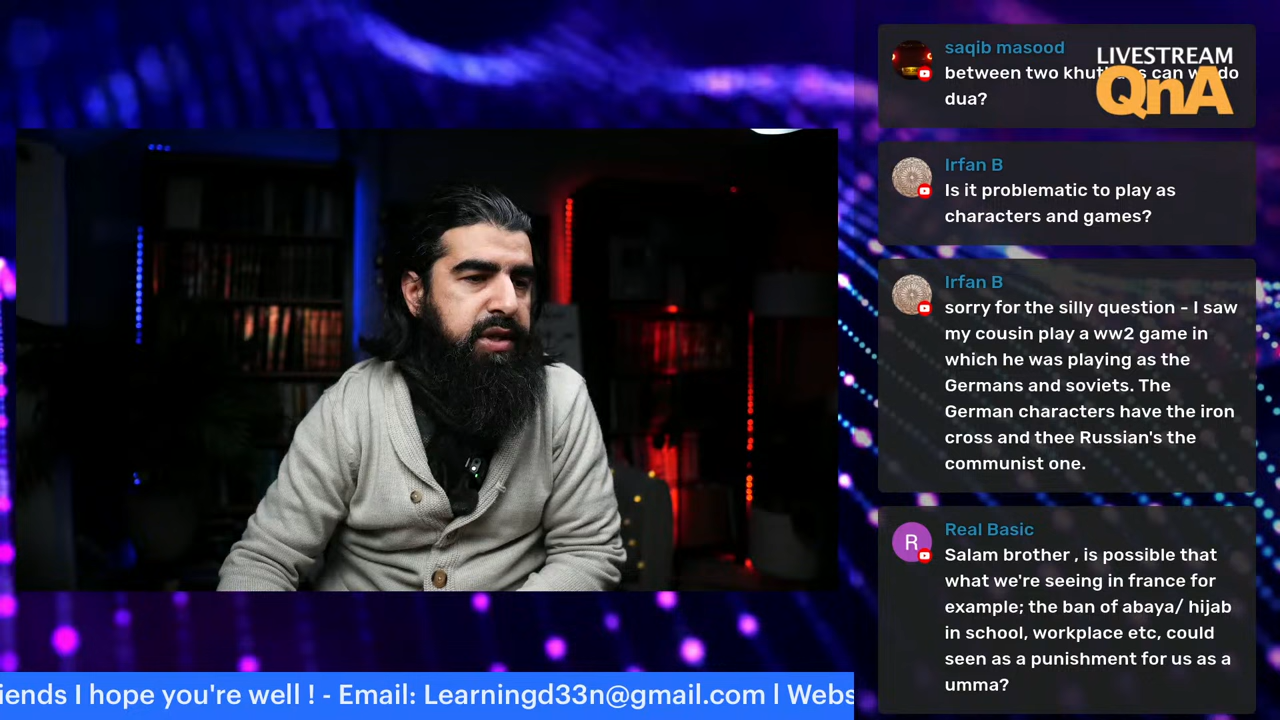 saqib masood
between two can do
dua?
LIVESTREAM
QnA
Irfan B
Is it problematic to play as
characters and games?
Irfan B
sorry for the silly question - I saw
my cousin play a ww2 game in
which he was playing as the
Germans and soviets. The
German characters have the iron
cross and thee Russian's the
communist one.
R
Real Basic
Salam brother , is possible that
what we're seeing in france for
example; the ban of abaya/ hijab
in school, workplace etc, could
seen as a punishment for us as a
umma?
I hope you're well ! - Email: Learningd33n@gmail.com l